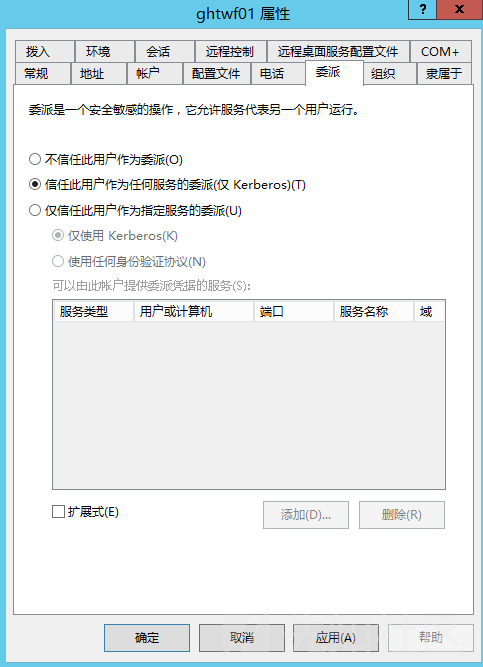 ghtwf01 属性
?
x
拨入
环境
会话
远程控制
远程桌面服务配置文件
COM+
常规
地址
帐户
配置文件
电话
委派
组织
隶属于
委派是一个安全敏感的操作，它允许服务代表另一个用户运行。
不信任此用户作为委派(O)
信任此用户作为任何服务的委派(仅 Kerberos)(T)
仅信任此用户作为指定服务的委派(U)
仅使用 Kerberos(K)
使用任何身份验证协议(N)
可以由此帐户提供委派凭据的服务(S):
服务类型
用户或计算机
端口
服务名称
域
扩展式(E)
添加(D)...
删除(R)
确定
取消
应用(A)
帮助